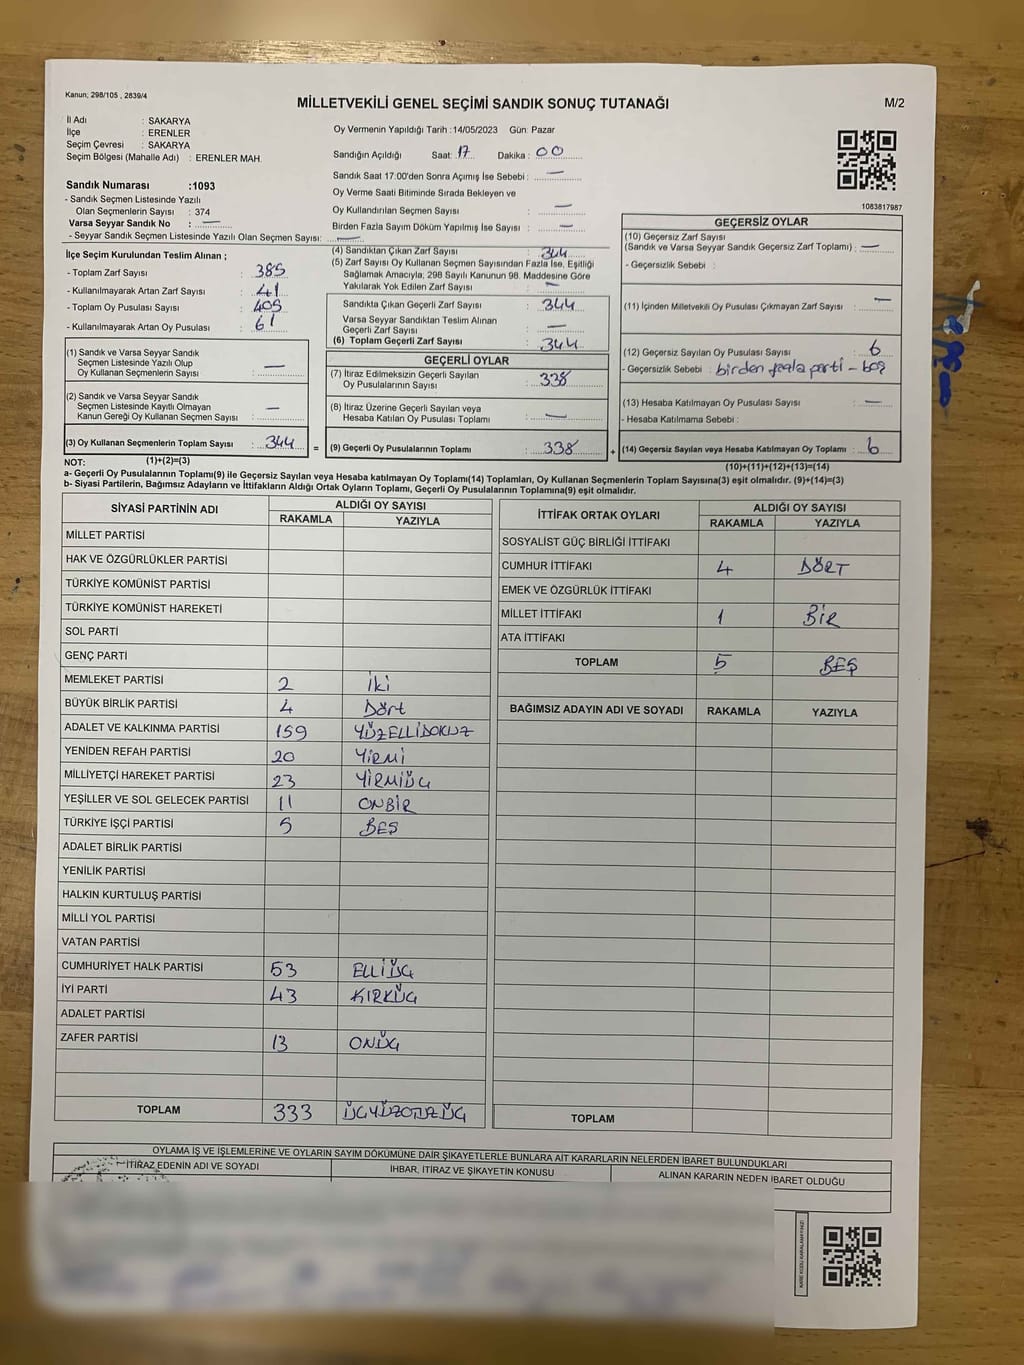 Kanun; 298/105 , 2839/4
MİLLETVEKİLİ GENEL SEÇİMİ SANDIK SONUÇ TUTANAĞI
M/2
İl Adı : SAKARYA
İlçe : ERENLER
Seçim Çevresi : SAKARYA
Seçim Bölgesi (Mahalle Adı) : ERENLER MAH.
Sandık Numarası :1093
- Sandık Seçmen Listesinde Yazılı
Olan Seçmenlerin Sayısı : 374
Varsa Seyyar Sandık No : —
- Seyyar Sandık Seçmen Listesinde Yazılı Olan Seçmen Sayısı: —
Oy Vermenin Yapıldığı Tarih :14/05/2023 Gün: Pazar
Sandığın Açıldığı Saat: 17 Dakika : 00
Sandık Saat 17:00'den Sonra Açımış İse Sebebi : —
Oy Verme Saati Bitiminde Sırada Bekleyen ve
Oy Kullandırılan Seçmen Sayısı : —
Birden Fazla Sayım Döküm Yapılmış İse Sayısı : —
1083817987
İlçe Seçim Kurulundan Teslim Alınan ;
- Toplam Zarf Sayısı : 385
- Kullanılmayarak Artan Zarf Sayısı : 41
- Toplam Oy Pusulası Sayısı : 405
- Kullanılmayarak Artan Oy Pusulası : 61
(1) Sandık ve Varsa Seyyar Sandık
Seçmen Listesinde Yazılı Olup
Oy Kullanan Seçmenlerin Sayısı : —
(2) Sandık ve Varsa Seyyar Sandık
Seçmen Listesinde Kayıtlı Olmayan
Kanun Gereği Oy Kullanan Seçmen Sayısı : —
(3) Oy Kullanan Seçmenlerin Toplam Sayısı : 344 =
(1)+(2)=(3)
(4) Sandıktan Çıkan Zarf Sayısı : 344
(5) Zarf Sayısı Oy Kullanan Seçmen Sayısından Fazla İse, Eşitliği
Sağlamak Amacıyla; 298 Sayılı Kanunun 98. Maddesine Göre
Yakılarak Yok Edilen Zarf Sayısı : —
Sandıkta Çıkan Geçerli Zarf Sayısı : 344
Varsa Seyyar Sandıktan Teslim Alınan
Geçerli Zarf Sayısı : —
(6) Toplam Geçerli Zarf Sayısı : 344
GEÇERLİ OYLAR
(7) İtiraz Edilmeksizin Geçerli Sayılan
Oy Pusulalarının Sayısı : 338
(8) İtiraz Üzerine Geçerli Sayılan veya
Hesaba Katılan Oy Pusulaları Toplamı : —
(9) Geçerli Oy Pusulalarının Toplamı : 338 +
GEÇERSİZ OYLAR
(10) Geçersiz Zarf Sayısı
(Sandık ve Varsa Seyyar Sandık Geçersiz Zarf Toplamı) : —
- Geçersizlik Sebebi :
(11) İçinden Milletvekili Oy Pusulası Çıkmayan Zarf Sayısı : —
(12) Geçersiz Sayılan Oy Pusulası Sayısı : 6
- Geçersizlik Sebebi : birden fazla parti - boş
(13) Hesaba Katılmayan Oy Pusulası Sayısı : —
- Hesaba Katılmama Sebebi :
(14) Geçersiz Sayılan veya Hesaba Katılmayan Oy Toplamı : 6
(10)+(11)+(12)+(13)=(14)
NOT:
a- Geçerli Oy Pusulalarının Toplamı(9) ile Geçersiz Sayılan veya Hesaba katılmayan Oy Toplamı(14) Toplamları, Oy Kullanan Seçmenlerin Toplam Sayısına(3) eşit olmalıdır. (9)+(14)=(3)
b- Siyasi Partilerin, Bağımsız Adayların ve İttifakların Aldığı Ortak Oyların Toplamı, Geçerli Oy Pusulalarının Toplamına(9) eşit olmalıdır.
SİYASİ PARTİNİN ADI ALDIĞI OY SAYISI
RAKAMLA YAZIYLA
MİLLET PARTİSİ
HAK VE ÖZGÜRLÜKLER PARTİSİ
TÜRKİYE KOMÜNİST PARTİSİ
TÜRKİYE KOMÜNİST HAREKETİ
SOL PARTİ
GENÇ PARTİ
MEMLEKET PARTİSİ 2 İki
BÜYÜK BİRLİK PARTİSİ 4 Dört
ADALET VE KALKINMA PARTİSİ 159 YÜZELLİDOKUZ
YENİDEN REFAH PARTİSİ 20 YİRMİ
MİLLİYETÇİ HAREKET PARTİSİ 23 YİRMİÜÇ
YEŞİLLER VE SOL GELECEK PARTİSİ 11 ONBİR
TÜRKİYE İŞÇİ PARTİSİ 5 BEŞ
ADALET BİRLİK PARTİSİ
YENİLİK PARTİSİ
HALKIN KURTULUŞ PARTİSİ
MİLLİ YOL PARTİSİ
VATAN PARTİSİ
CUMHURİYET HALK PARTİSİ 53 ELLİÜÇ
İYİ PARTİ 43 KIRKÜÇ
ADALET PARTİSİ
ZAFER PARTİSİ 13 ONÜÇ
TOPLAM 333 ÜÇYÜZOTUZÜÇ
İTTİFAK ORTAK OYLARI ALDIĞI OY SAYISI
RAKAMLA YAZIYLA
SOSYALİST GÜÇ BİRLİĞİ İTTİFAKI
CUMHUR İTTİFAKI 4 DÖRT
EMEK VE ÖZGÜRLÜK İTTİFAKI
MİLLET İTTİFAKI 1 BİR
ATA İTTİFAKI
TOPLAM 5 BEŞ
BAĞIMSIZ ADAYIN ADI VE SOYADI RAKAMLA YAZIYLA
TOPLAM
OYLAMA İŞ VE İŞLEMLERİNE VE OYLARIN SAYIM DÖKÜMÜNE DAİR ŞİKAYETLERLE BUNLARA AİT KARARLARIN NELERDEN İBARET BULUNDUKLARI
İTİRAZ EDENİN ADI VE SOYADI İHBAR, İTİRAZ VE ŞİKAYETİN KONUSU ALINAN KARARIN NEDEN İBARET OLDUĞU
KARE KODU KARALAMAYINIZ!